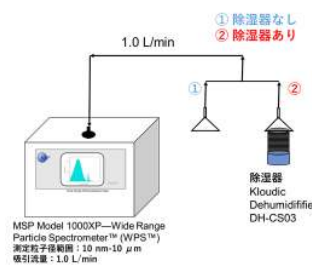 ① 除湿器なし
② 除湿器あり
1.0 L/min
①
②
除湿器
Kloudic
Dehumidififie
DH-CS03
MSP Model 1000XP—Wide Range
Particle Spectrometer™ (WPS™)
測定粒子径範囲：10 nm-10 μm
吸引流量：1.0 L/min